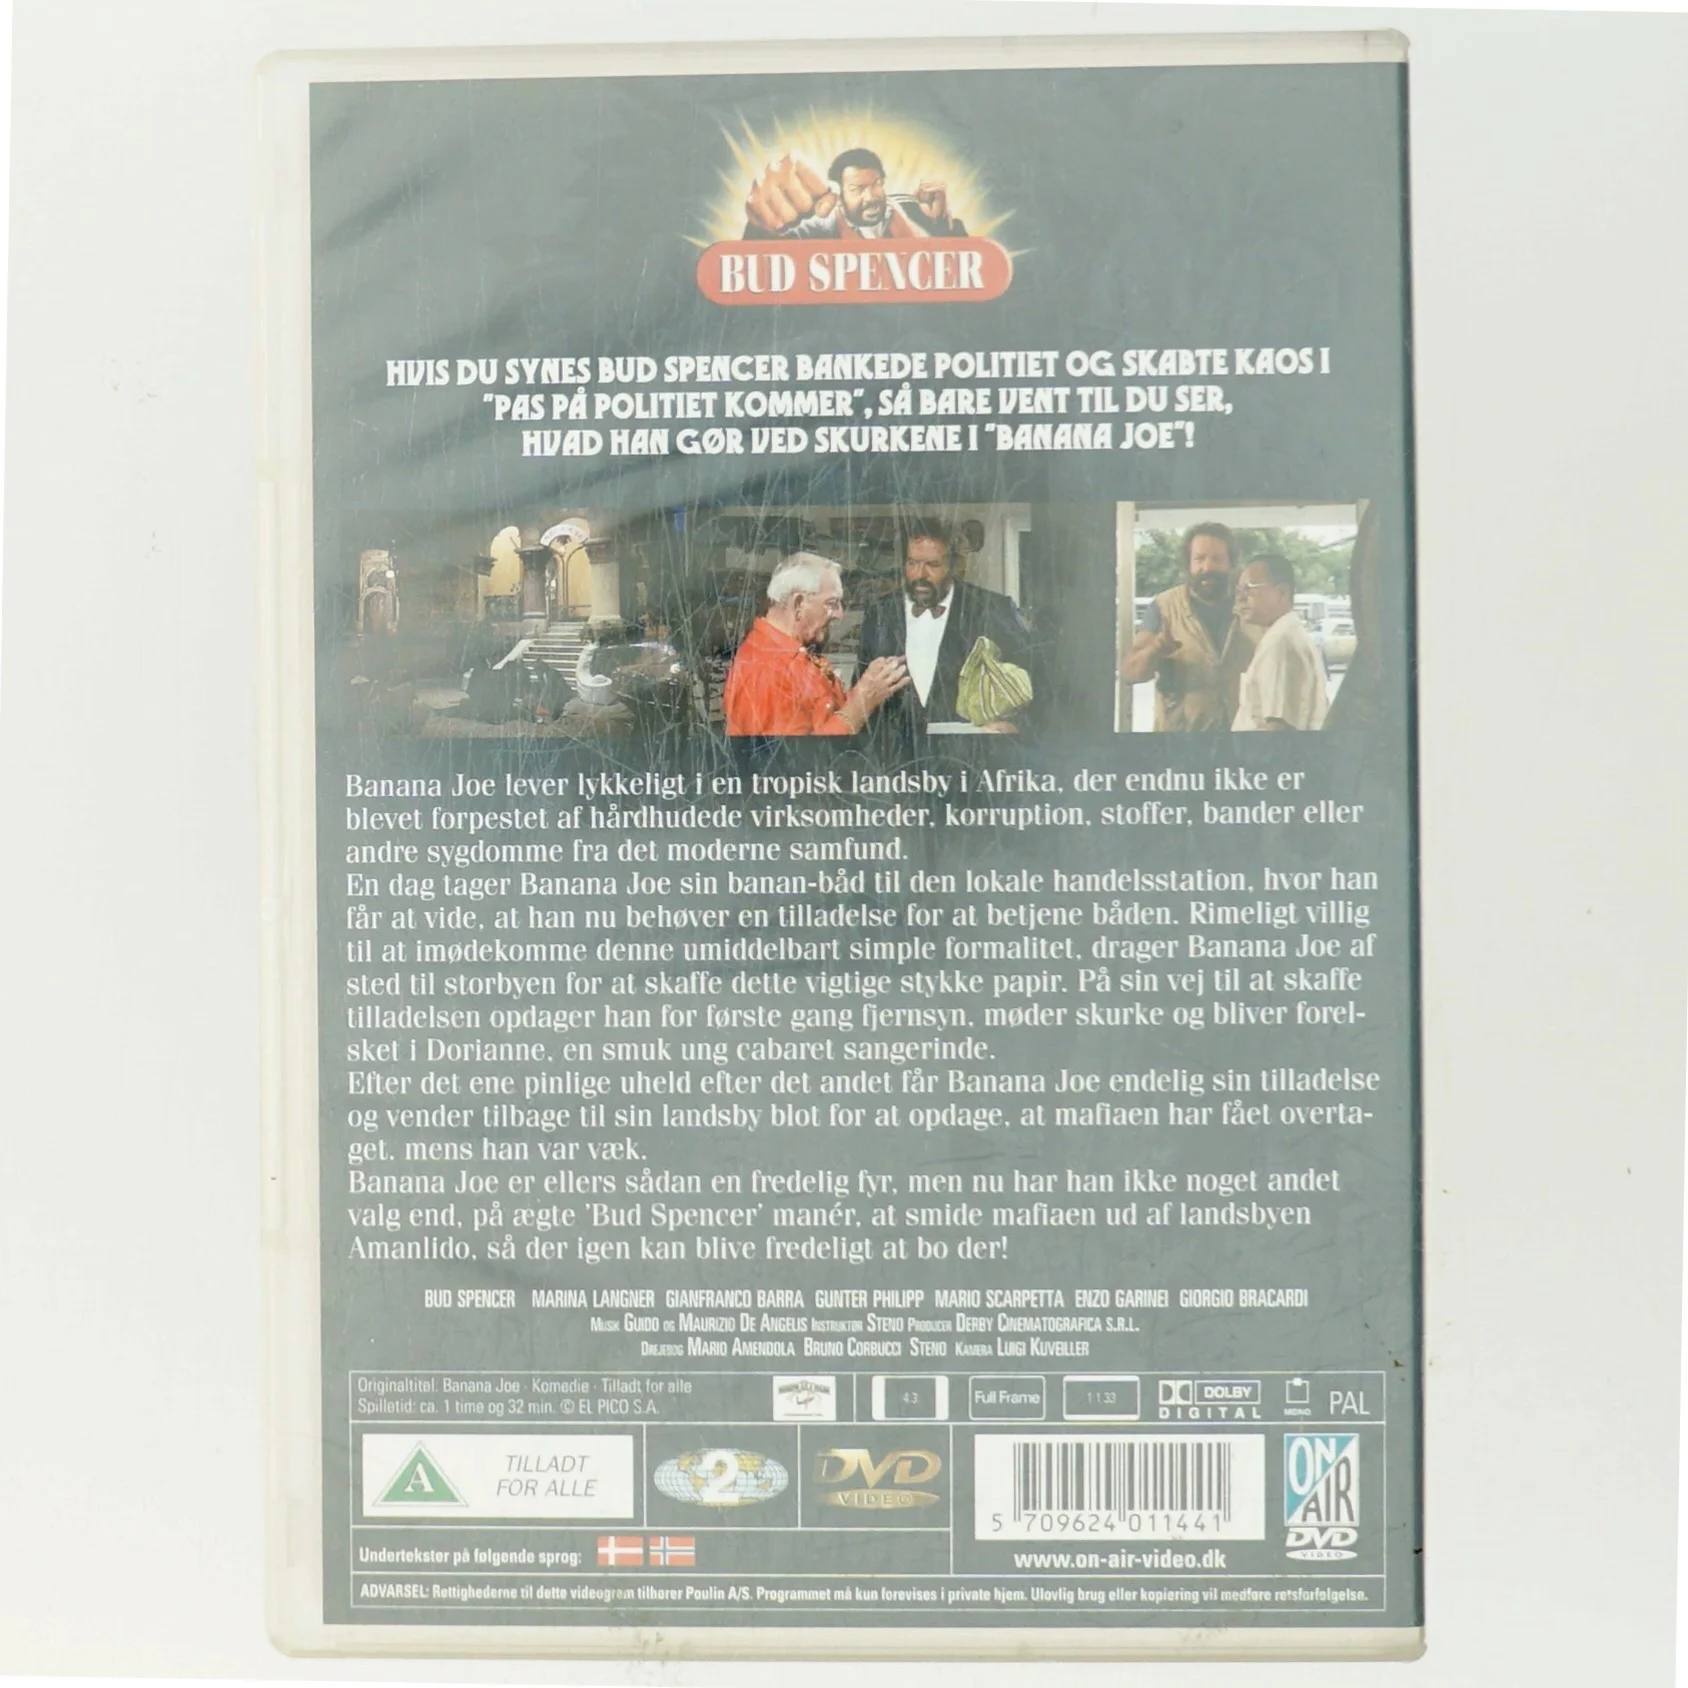 BUD SPENCER
HVIS DU SYNES BUD SPENCER BANKEDE POLITIET OG SKABTE KAOS I
"PAS PÅ POLITIET KOMMER", SÅ BARE VENT TIL DU SER,
HVAD HAN GØR VED SKURKENE I "BANANA JOE"!
Banana Joe lever lykkeligt i en tropisk landsby i Afrika, der endnu ikke er
blevet forpestet af hårdhudede virksomheder, korruption, stoffer, bander eller
andre sygdomme fra det moderne samfund.
En dag tager Banana Joe sin banan-båd til den lokale handelsstation, hvor han
får at vide, at han nu behøver en tilladelse for at betjene båden. Rimeligt villig
til at imødekomme denne umiddelbart simple formalitet, drager Banana Joe af
sted til storbyen for at skaffe dette vigtige stykke papir. På sin vej til at skaffe
tilladelsen opdager han for første gang fjernsyn, møder skurke og bliver forel-
sket i Dorianne, en smuk ung cabaret sangerinde.
Efter det ene pinlige uheld efter det andet får Banana Joe endelig sin tilladelse
og vender tilbage til sin landsby blot for at opdage, at mafiaen har fået overta-
get, mens han var væk.
Banana Joe er ellers sådan en fredelig fyr, men nu har han ikke noget andet
valg end, på ægte 'Bud Spencer' manér, at smide mafiaen ud af landsbyen
Amanlido, så der igen kan blive fredeligt at bo der!
BUD SPENCER MARINA LANGNER GIANFRANCO BARRA GUNTER PHILIPP MARIO SCARPETTA ENZO GARINEI GIORGIO BRACARDI
MUSIK GUIDO OG MAURIZIO DE ANGELIS INSTRUKTØR STENO PRODUCER DERBY CINEMATOGRAFICA S.R.L.
DREJEBOG MARIO AMENDOLA BRUNO CORBUCCI STENO KAMERA LUIGI KUVEILLER
Originaltitel: Banana Joe · Komedie · Tilladt for alle
Spilletid: ca. 1 time og 32 min. © EL PICO S.A.
4:3
Full Frame
1:1.33
DOLBY
DIGITAL
MONO
PAL
A
TILLADT
FOR ALLE
2
DVD
VIDEO
5 709624 011441
www.on-air-video.dk
ON
AIR
DVD
VIDEO
Undertekster på følgende sprog:
ADVARSEL: Rettighederne til dette videogram tilhører Poulin A/S. Programmet må kun forevises i private hjem. Ulovlig brug eller kopiering vil medføre retsforfølgelse.